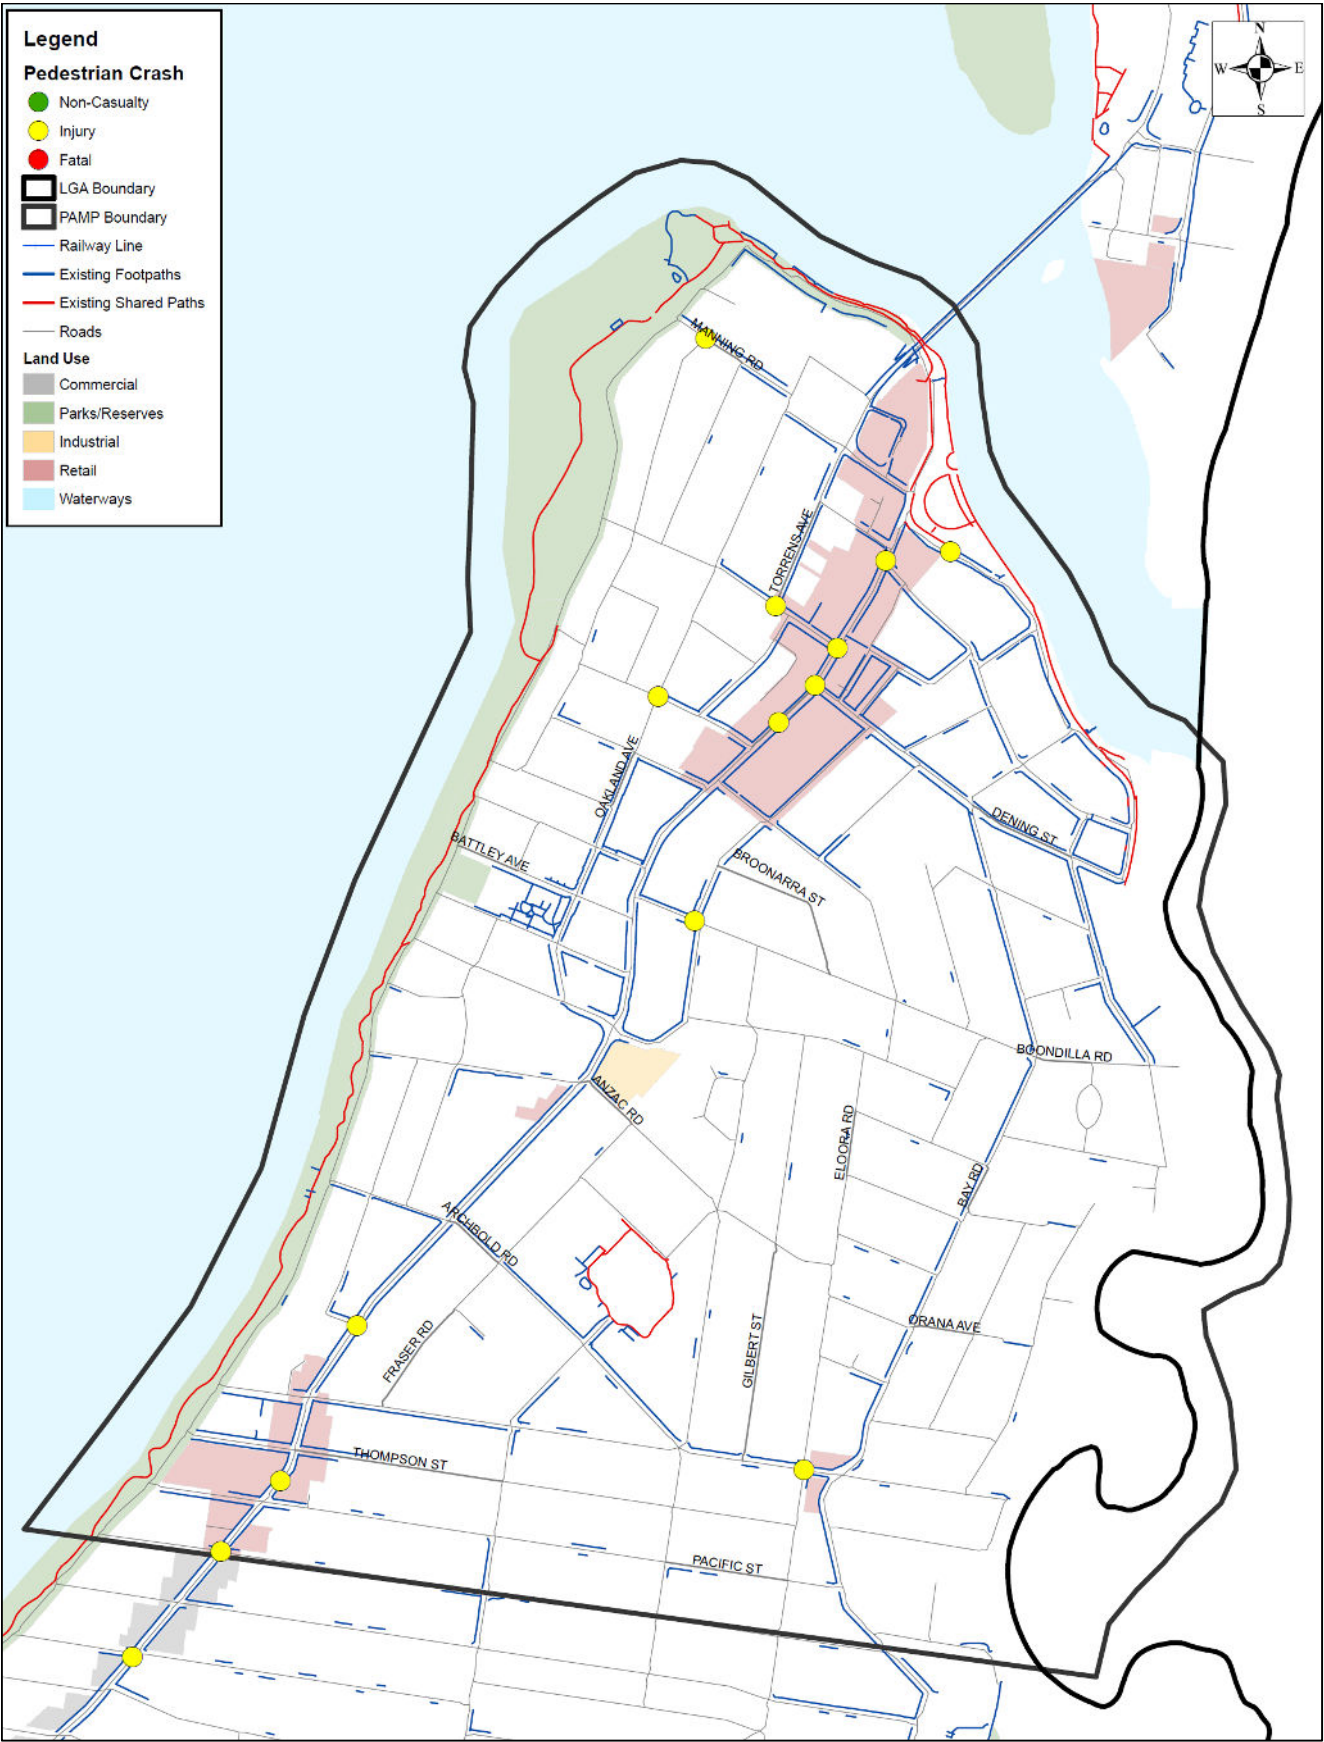 Legend
Pedestrian Crash
Non-Casualty
Injury
Fatal
LGA Boundary
PAMP Boundary
Railway Line
Existing Footpaths
Existing Shared Paths
Roads
Land Use
Commercial
Parks/Reserves
Industrial
Retail
Waterways
N
W
E
S
MANNING RD
TORRENS AVE
OAKLAND AVE
DENING ST
BATTLEY AVE
BROONARRA ST
BOONDILLA RD
ANZAC RD
ELOORA RD
BAY RD
ARCHBOLD RD
ORANA AVE
FRASER RD
GILBERT ST
THOMPSON ST
PACIFIC ST